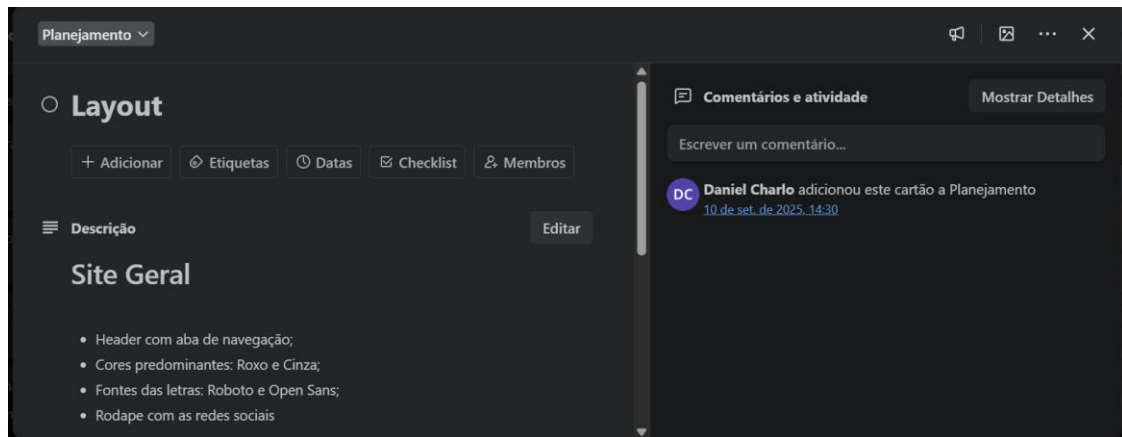 Planejamento
Layout
Adicionar
Etiquetas
Datas
Checklist
Membros
Descrição
Editar
Site Geral
• Header com aba de navegação;
• Cores predominantes: Roxo e Cinza;
• Fontes das letras: Roboto e Open Sans;
• Rodape com as redes sociais
Comentários e atividade
Mostrar Detalhes
Escrever um comentário...
DC
Daniel Charlo adicionou este cartão a Planejamento
10 de set. de 2025, 14:30